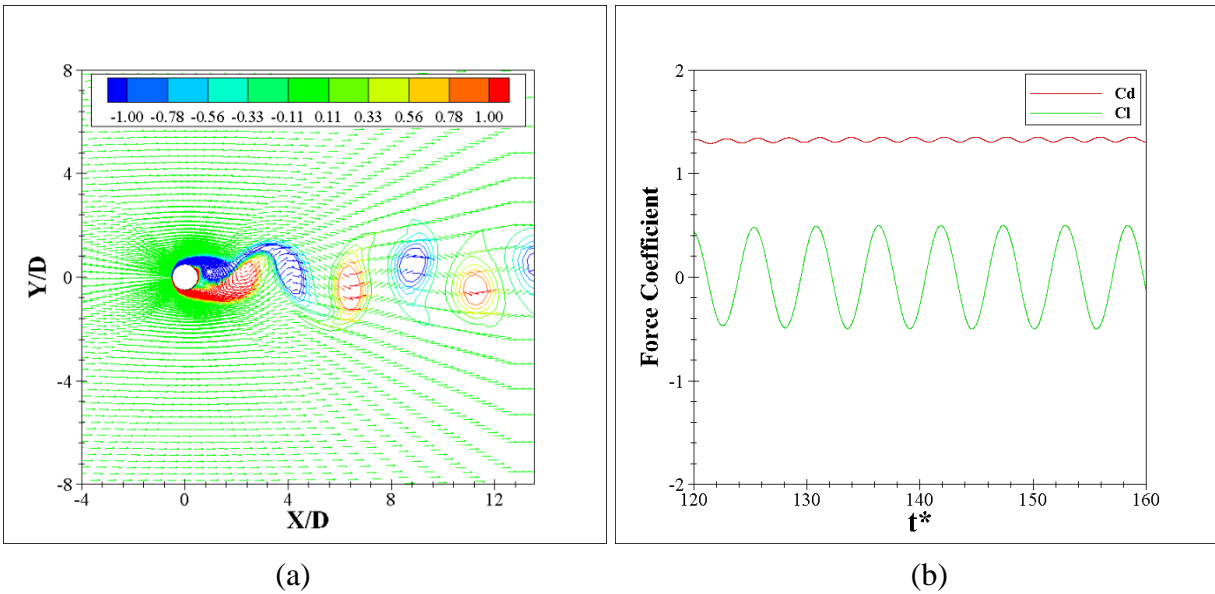 8
-1.00 -0.78 -0.56 -0.33 -0.11 0.11 0.33 0.56 0.78 1.00
4
Y/D
0
-4
-8
-4 0 4 8 12
X/D
(a)
2
Cd
Cl
1
Force Coefficient
0
-1
-2
120 130 140 150 160
t*
(b)